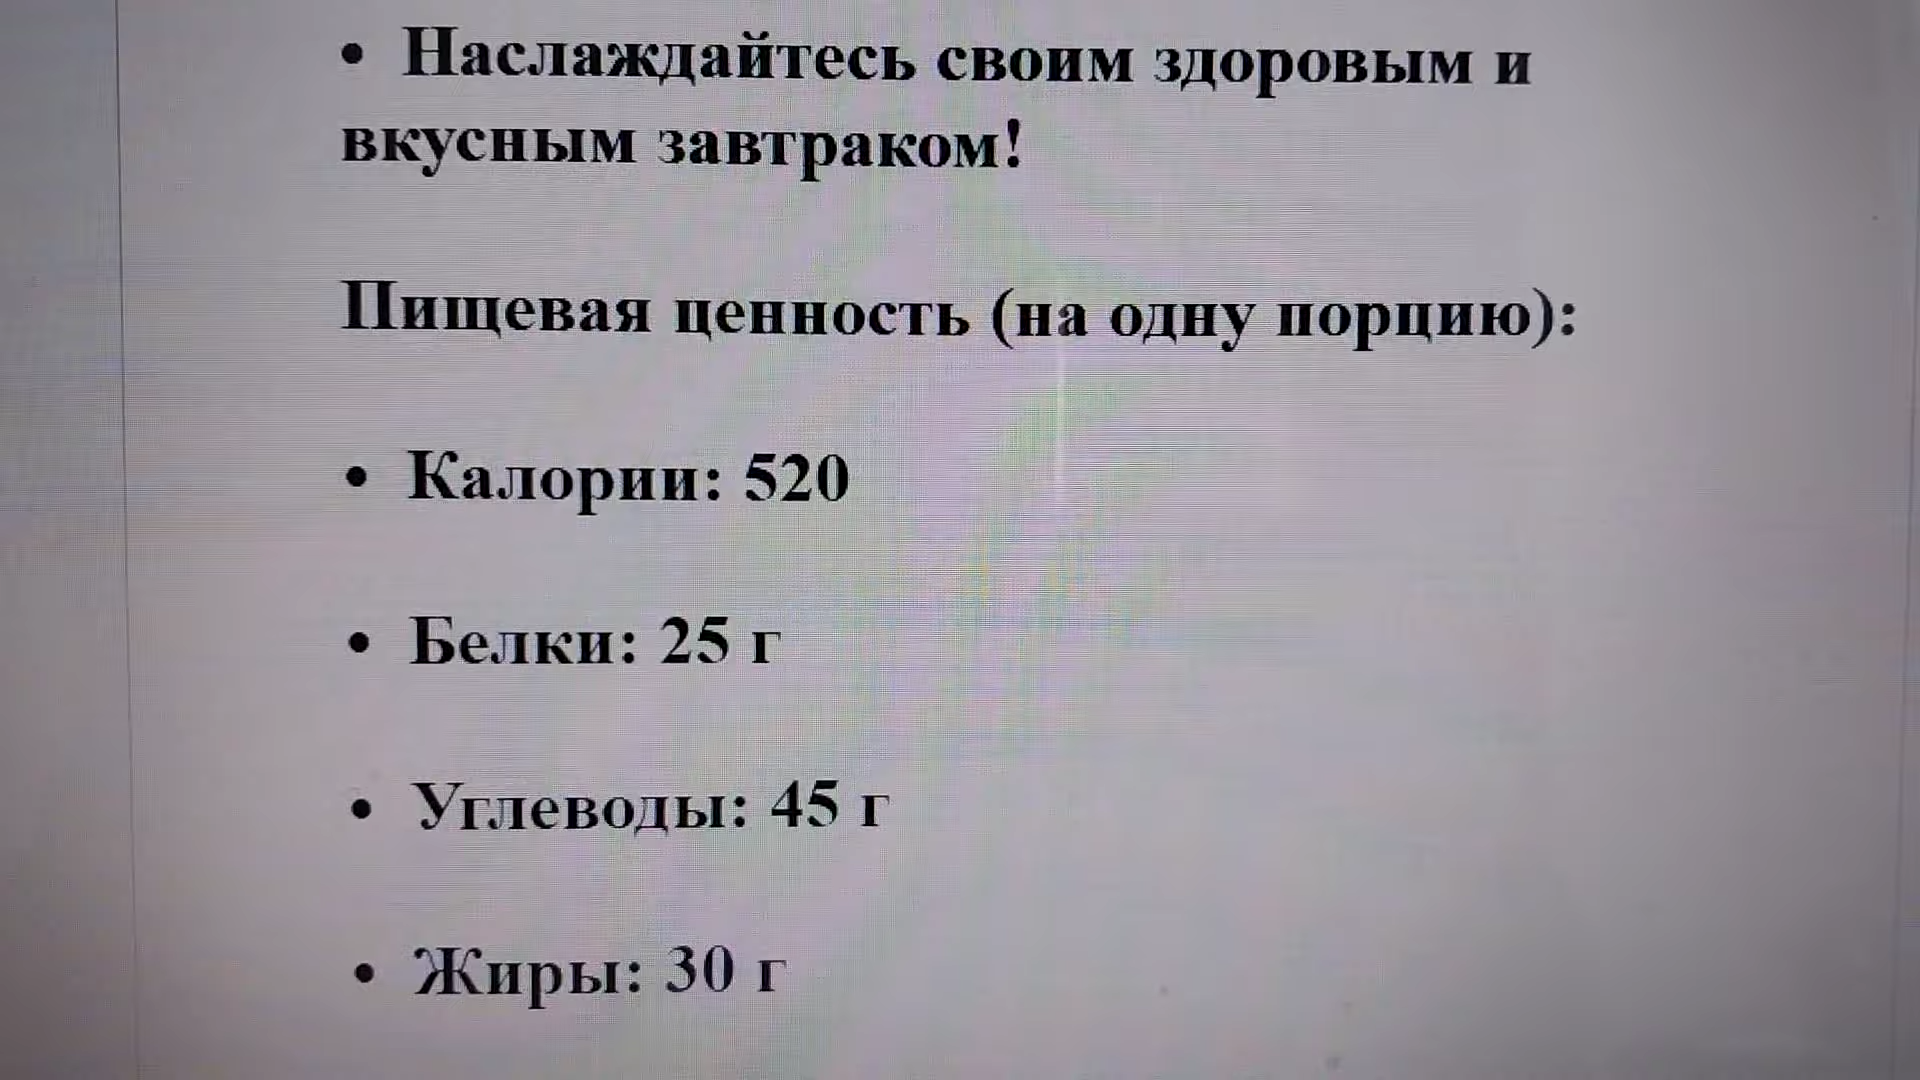 • Наслаждайтесь своим здоровым и
вкусным завтраком!
Пищевая ценность (на одну порцию):
• Калории: 520
• Белки: 25 г
• Углеводы: 45 г
• Жиры: 30 г